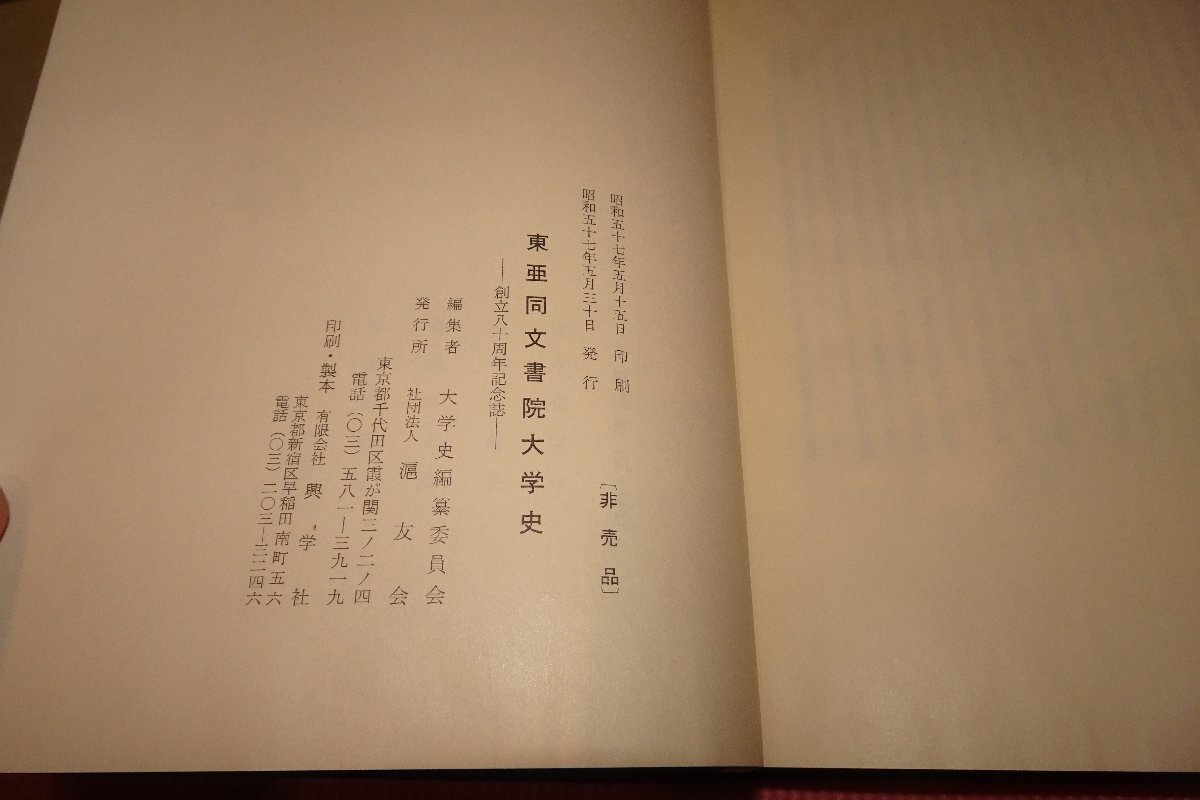 昭和五十七年五月十五日 印刷
昭和五十七年五月三十日 発行
〔非売品〕
東亜同文書院大学史
―創立八十周年記念誌―
編集者 大学史編纂委員会
発行所 社団法人 滬友会
東京都千代田区霞が関三ノ二ノ四
電話(〇三)五八一―三九一九
印刷・製本 有限会社 興学社
東京都新宿区早稲田南町五六
電話(〇三)二〇三―三二四六